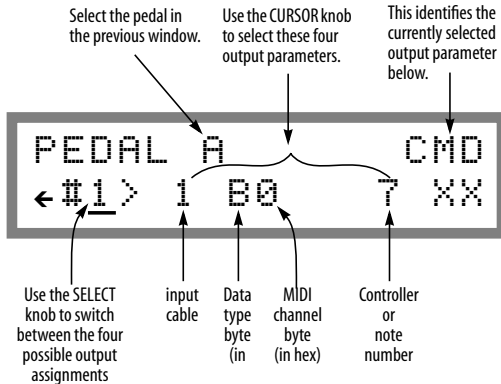 Select the pedal in
the previous window.
Use the CURSOR knob
to select these four
output parameters.
This identifies the
currently selected
output parameter
below.
PEDAL A CMD
←#1> 1 B0 7 XX
Use the SELECT
knob to switch
between the four
possible output
assignments
input
cable
Data
type
byte
(in
MIDI
channel
byte
(in hex)
Controller
or
note
number